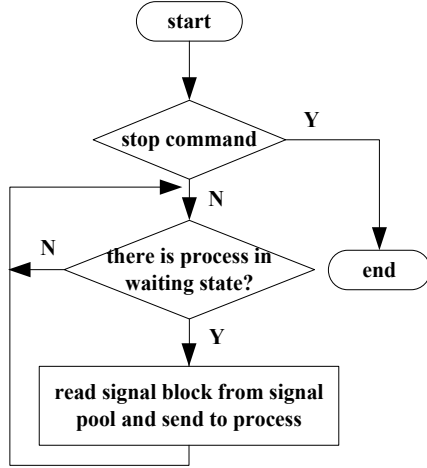 start
stop command
Y
N
N
there is process in
waiting state?
end
Y
read signal block from signal
pool and send to process